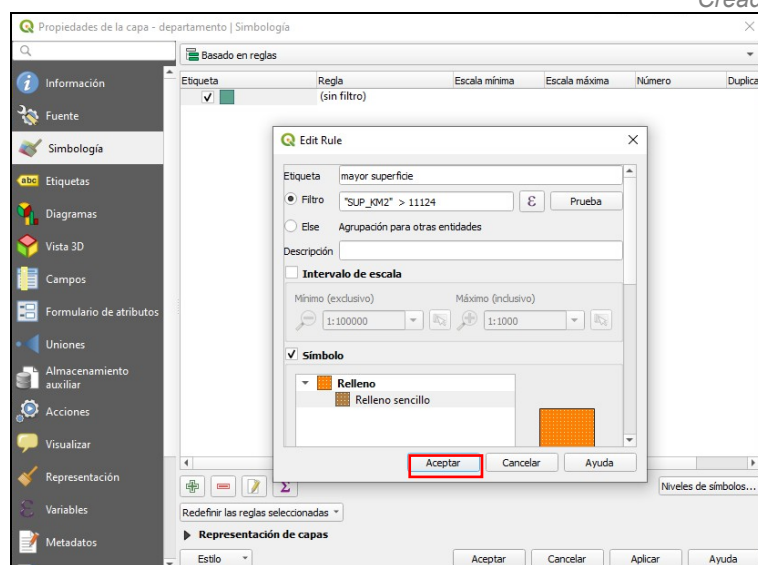 Cread
Propiedades de la capa - departamento | Simbología
Basado en reglas
Información
Fuente
Simbología
abc Etiquetas
Diagramas
Vista 3D
Campos
Formulario de atributos
Uniones
Almacenamiento
auxiliar
Acciones
Visualizar
Representación
Variables
Metadatos
Etiqueta Regla Escala mínima Escala máxima Número Duplica
(sin filtro)
Edit Rule
Etiqueta mayor superficie
Filtro "SUP_KM2" > 11124 ε Prueba
Else Agrupación para otras entidades
Descripción
Intervalo de escala
Mínimo (exclusivo) Máximo (inclusivo)
1:100000 1:1000
Símbolo
Relleno
Relleno sencillo
Aceptar Cancelar Ayuda
Σ Niveles de símbolos...
Redefinir las reglas seleccionadas
Representación de capas
Estilo Aceptar Cancelar Aplicar Ayuda